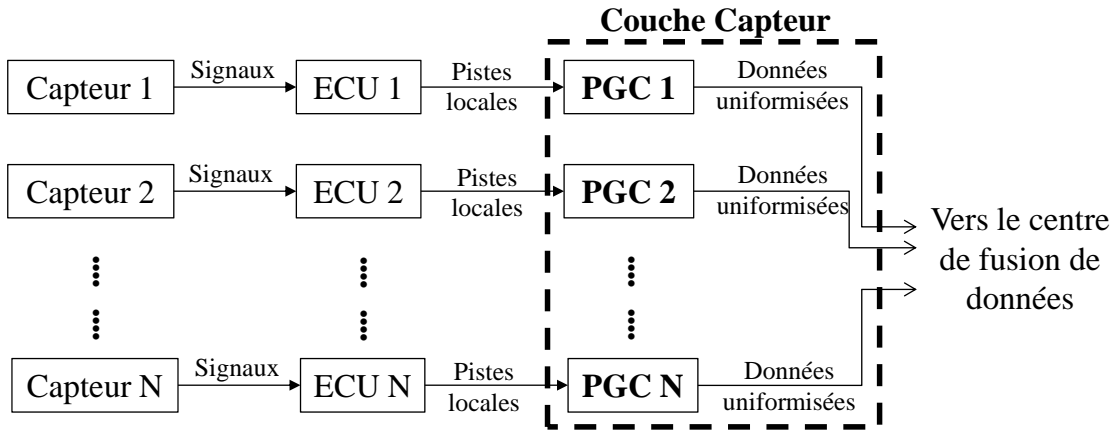 Couche Capteur
Capteur 1
Signaux
ECU 1
Pistes
locales
PGC 1
Données
uniformisées
Capteur 2
Signaux
ECU 2
Pistes
locales
PGC 2
Données
uniformisées
Vers le centre
de fusion de
données
Capteur N
Signaux
ECU N
Pistes
locales
PGC N
Données
uniformisées